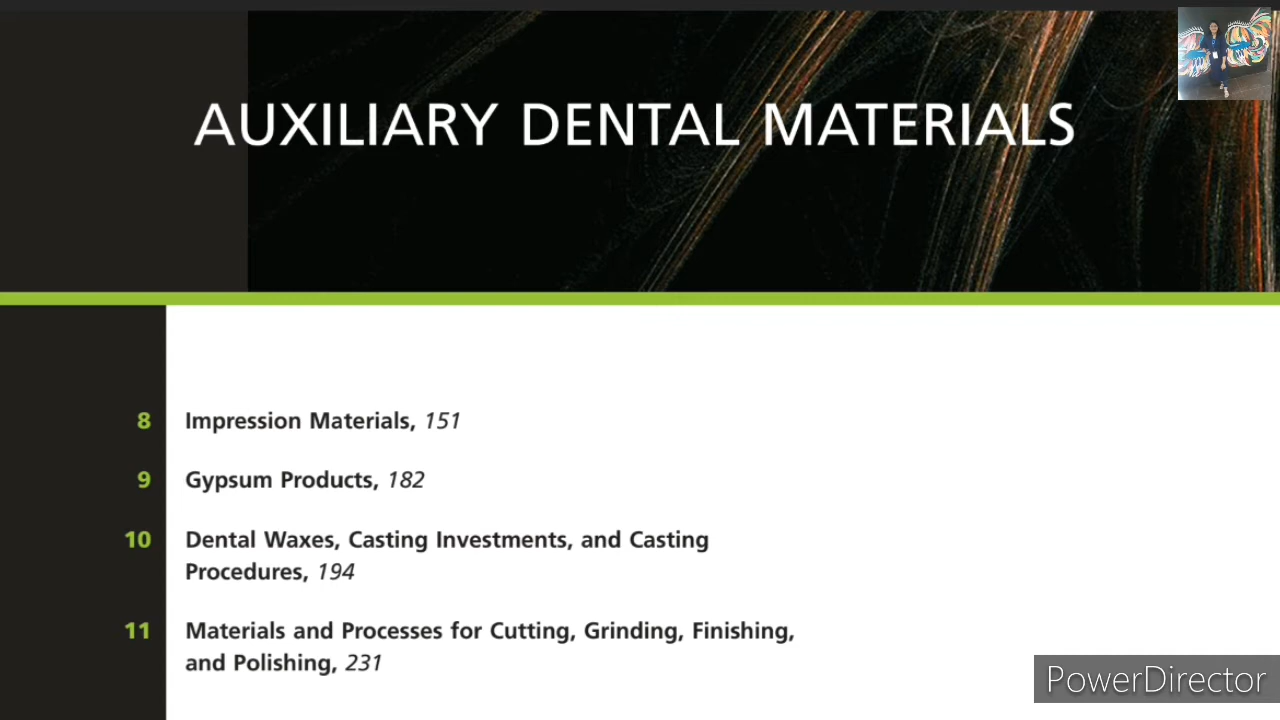 AUXILIARY DENTAL MATERIALS
8 Impression Materials, 151
9 Gypsum Products, 182
10 Dental Waxes, Casting Investments, and Casting
Procedures, 194
11 Materials and Processes for Cutting, Grinding, Finishing,
and Polishing, 231
PowerDirector